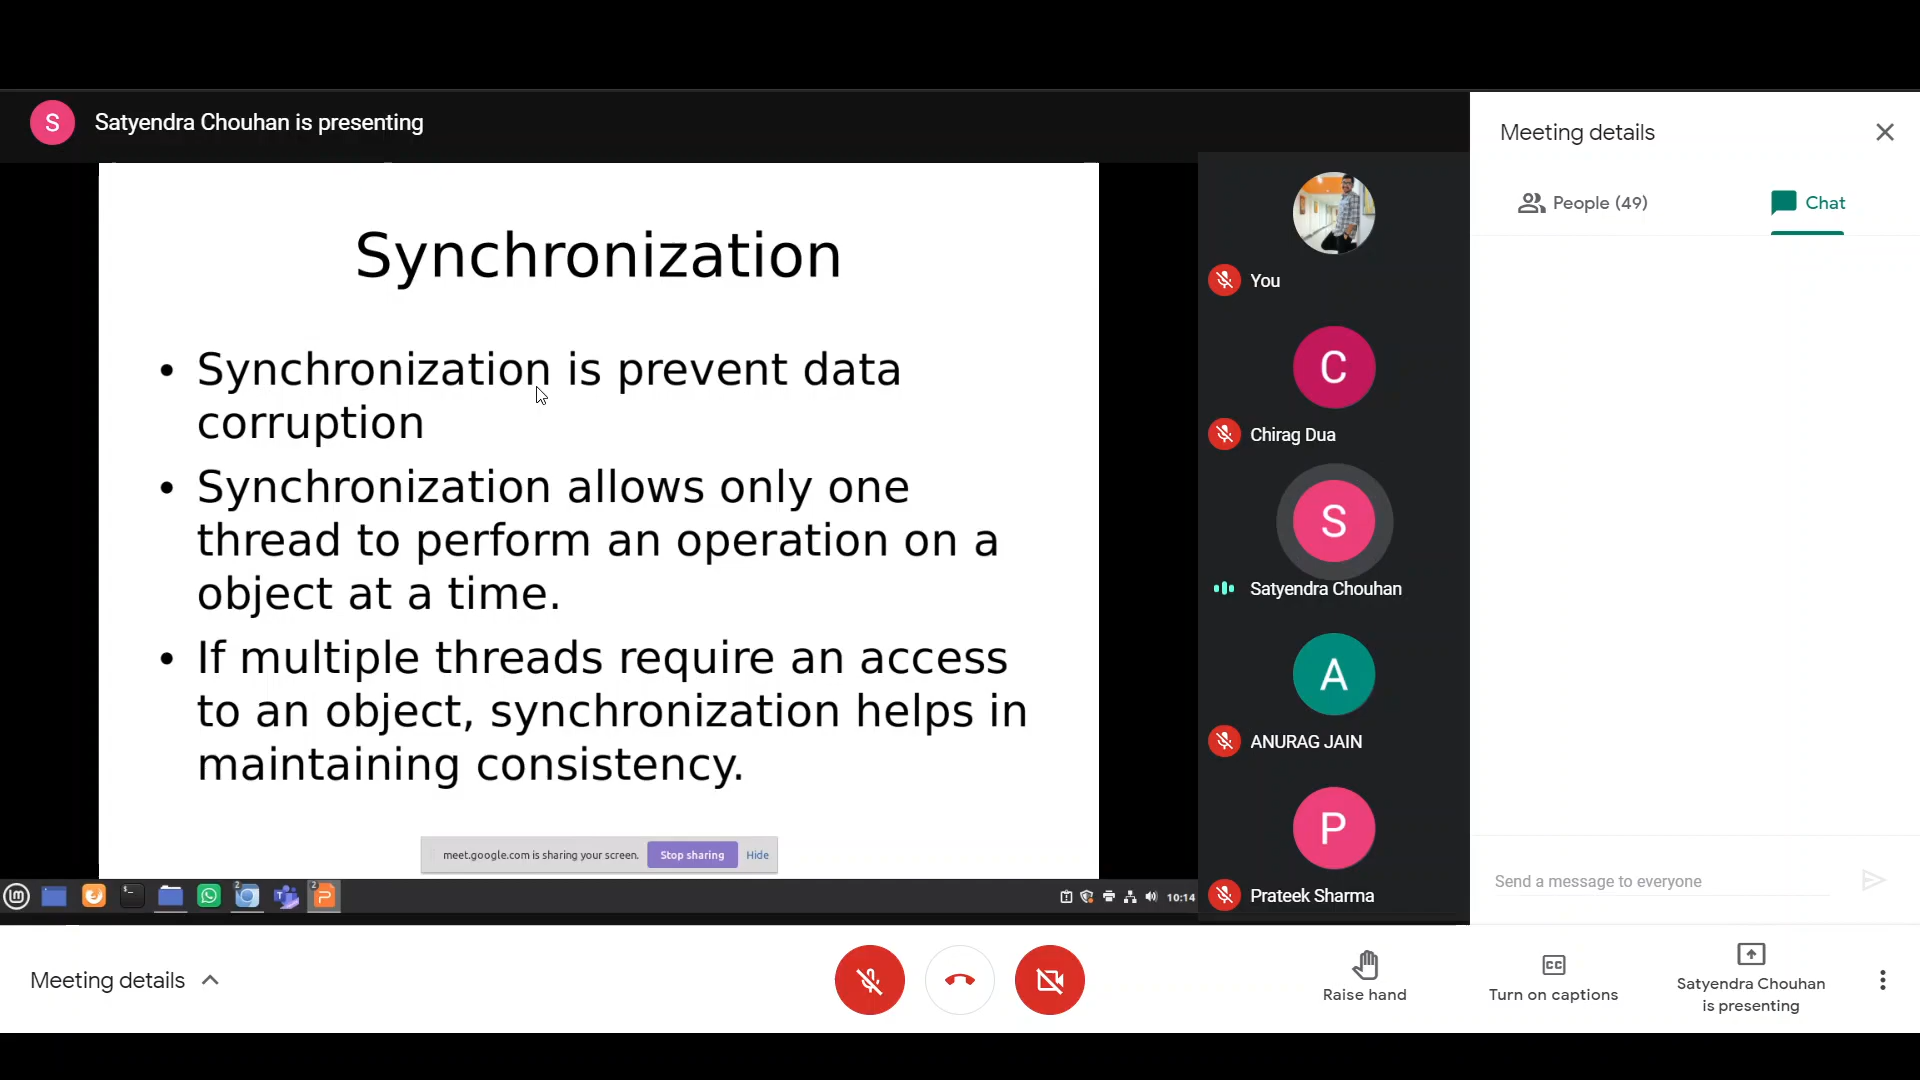 S Satyendra Chouhan is presenting
Synchronization
• Synchronization is prevent data
corruption
• Synchronization allows only one
thread to perform an operation on a
object at a time.
• If multiple threads require an access
to an object, synchronization helps in
maintaining consistency.
meet.google.com is sharing your screen. Stop sharing Hide
2 2 10:14
You
C
Chirag Dua
S
Satyendra Chouhan
A
ANURAG JAIN
P
Prateek Sharma
Meeting details
People (49) Chat
Send a message to everyone
Meeting details
Raise hand
CC
Turn on captions
Satyendra Chouhan
is presenting